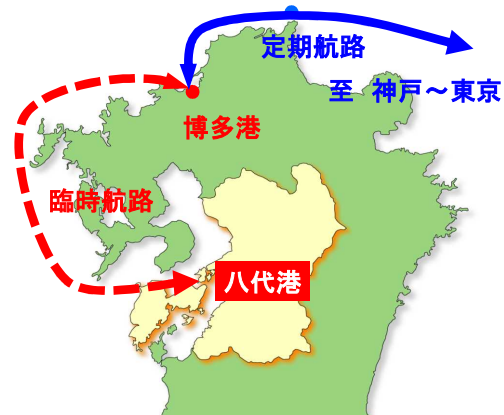 定期航路
至　神戸～東京
博多港
臨時航路
八代港